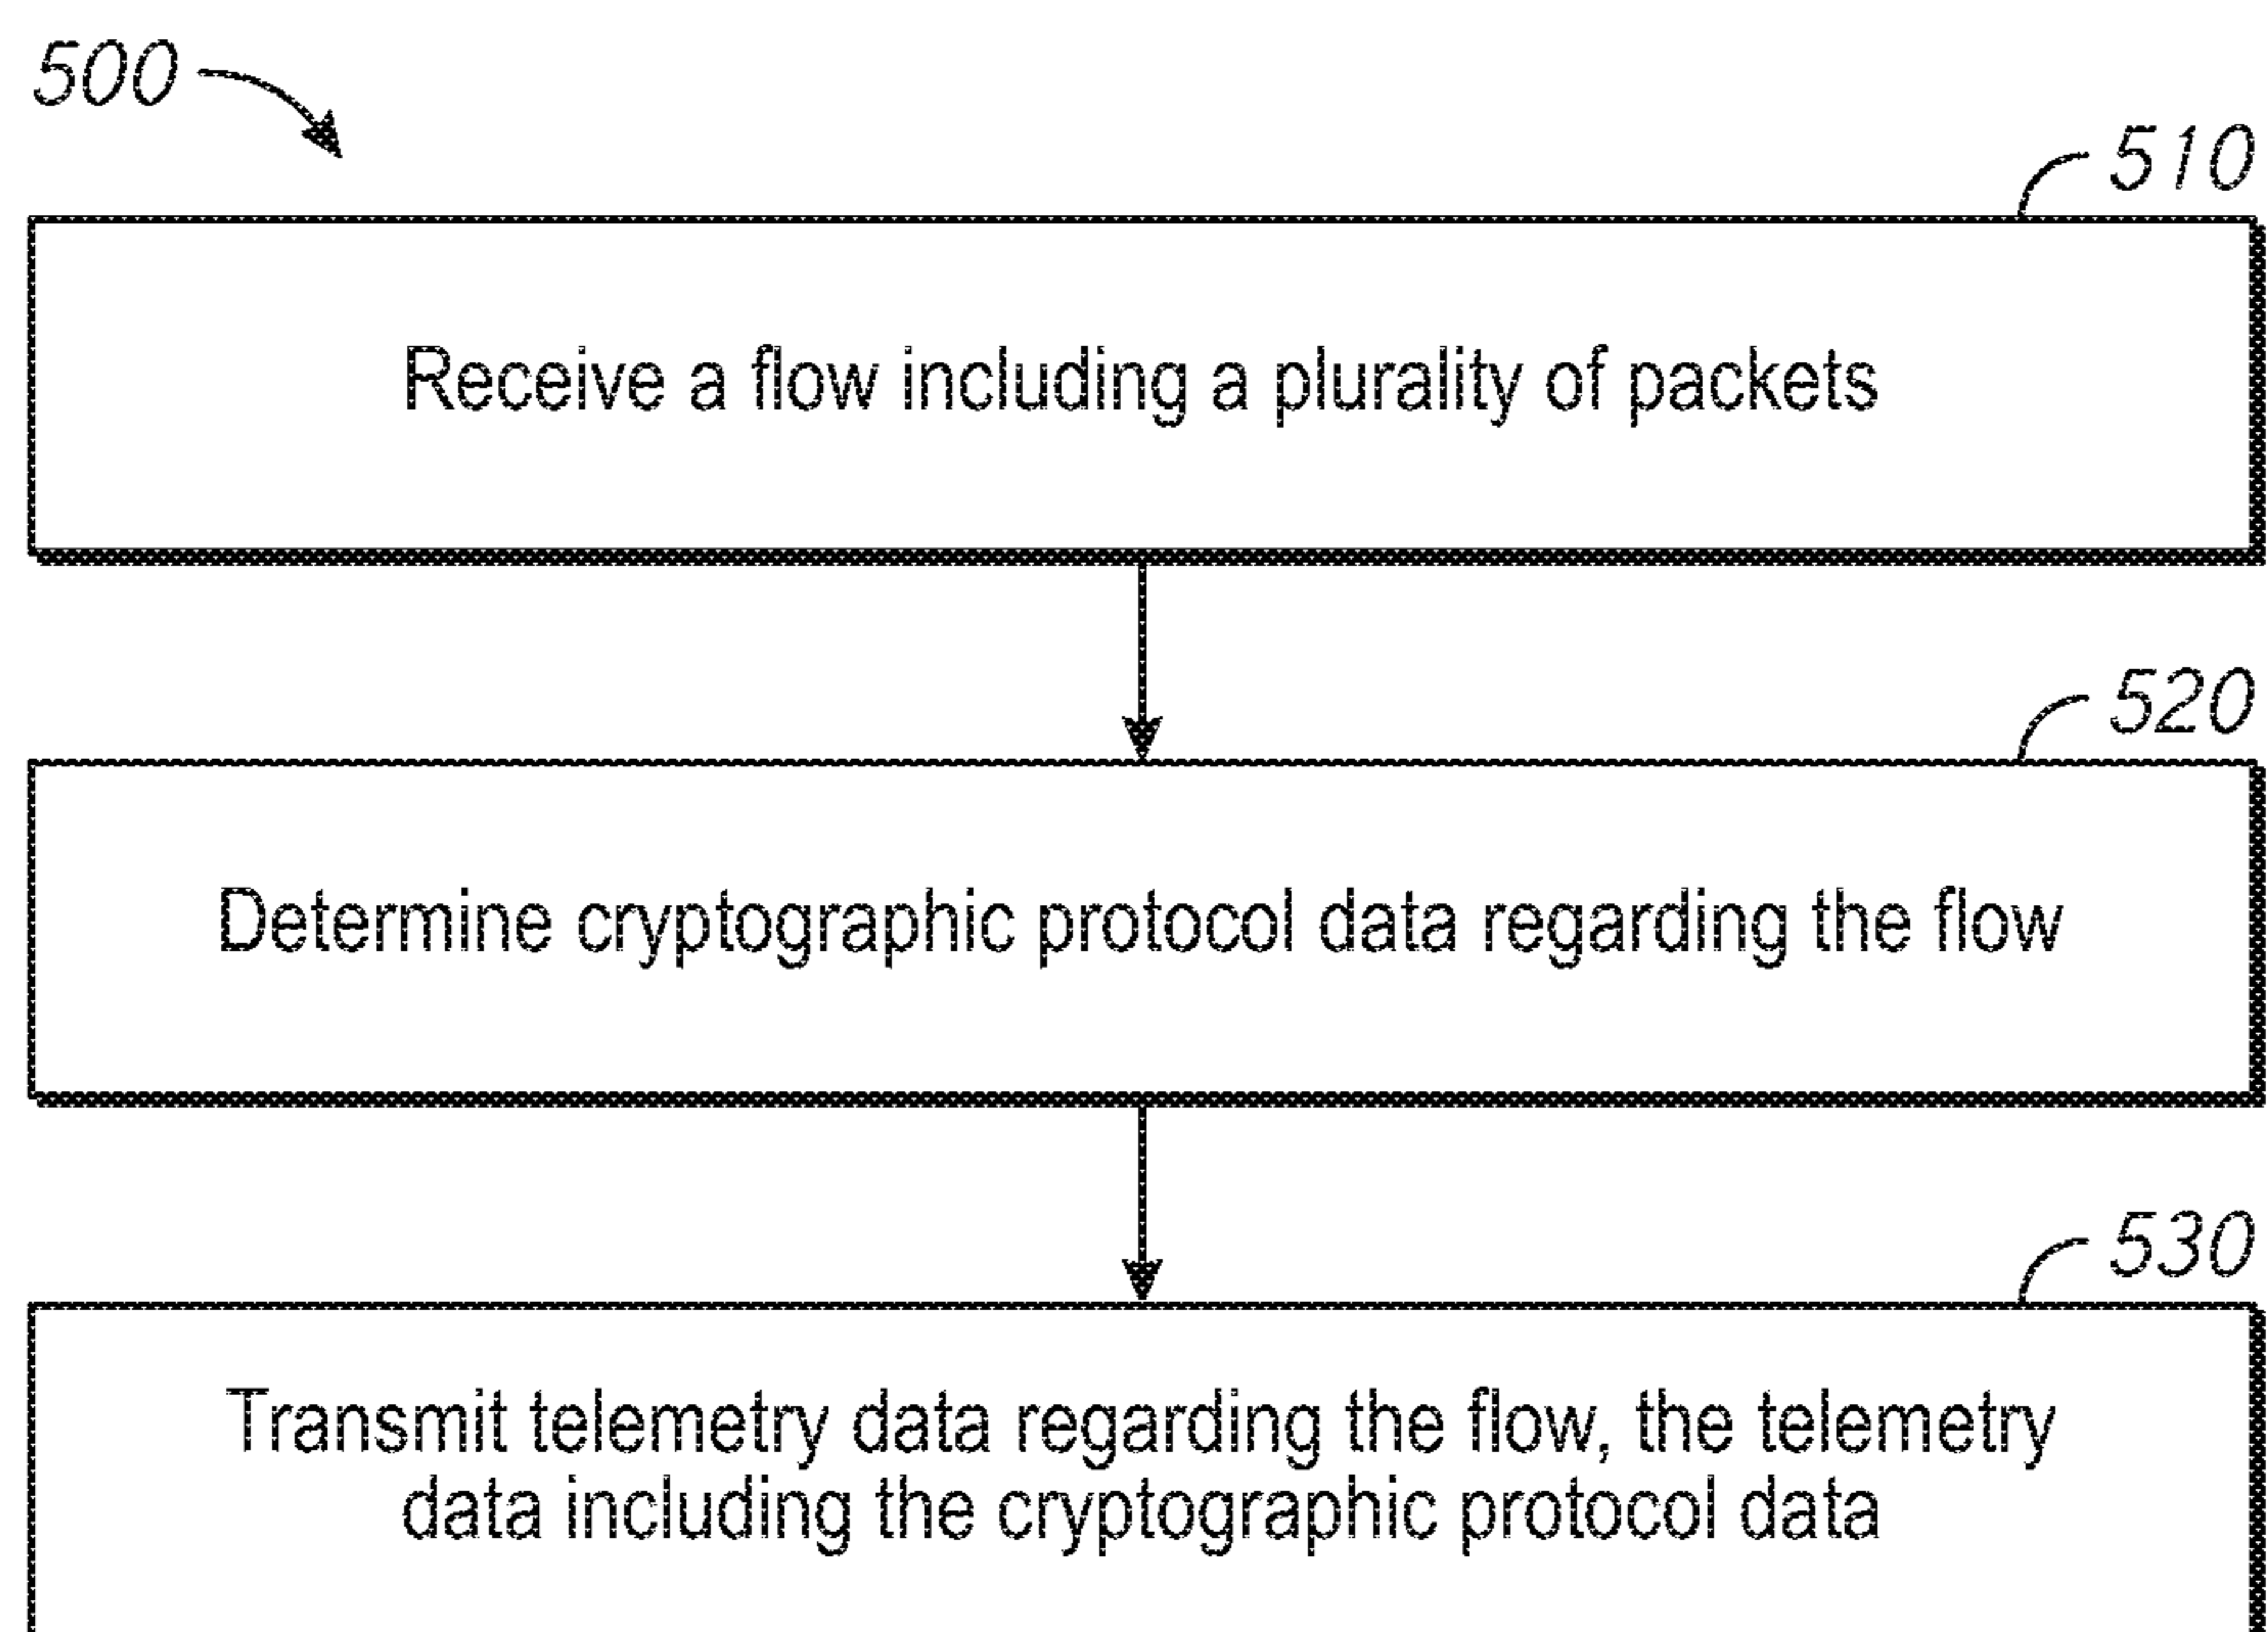 500
510
Receive a flow including a plurality of packets
520
Determine cryptographic protocol data regarding the flow
530
Transmit telemetry data regarding the flow, the telemetry
data including the cryptographic protocol data